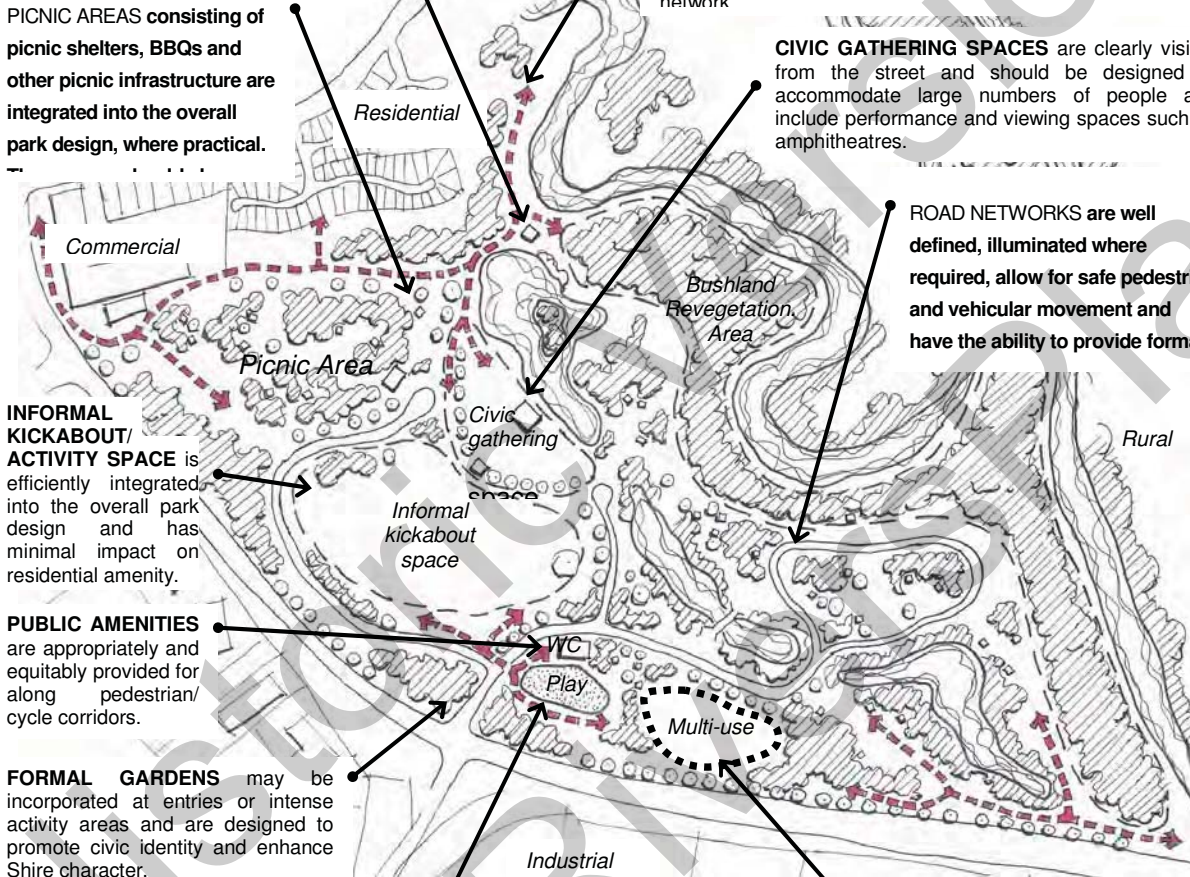 PICNIC AREAS consisting of
picnic shelters, BBQs and
other picnic infrastructure are
integrated into the overall
park design, where practical.
network
CIVIC GATHERING SPACES are clearly
from the street and should be designed
accommodate large numbers of people
include performance and viewing spaces such
amphitheatres.
Residential
ROAD NETWORKS are well
defined, illuminated where
required, allow for safe
and vehicular movement and
have the ability to provide
Commercial
Bushland
Revegetation
Area
Picnic Area
Rural
INFORMAL
KICKABOUT/
ACTIVITY SPACE is
efficiently integrated
into the overall park
design and has
minimal impact on
residential amenity.
Civic
gathering
space
Informal
kickabout
space
PUBLIC AMENITIES
are appropriately and
equitably provided for
along pedestrian/
cycle corridors.
WC
Play
Multi-use
FORMAL GARDENS may be
incorporated at entries or intense
activity areas and are designed to
promote civic identity and enhance
Shire character.
Industrial